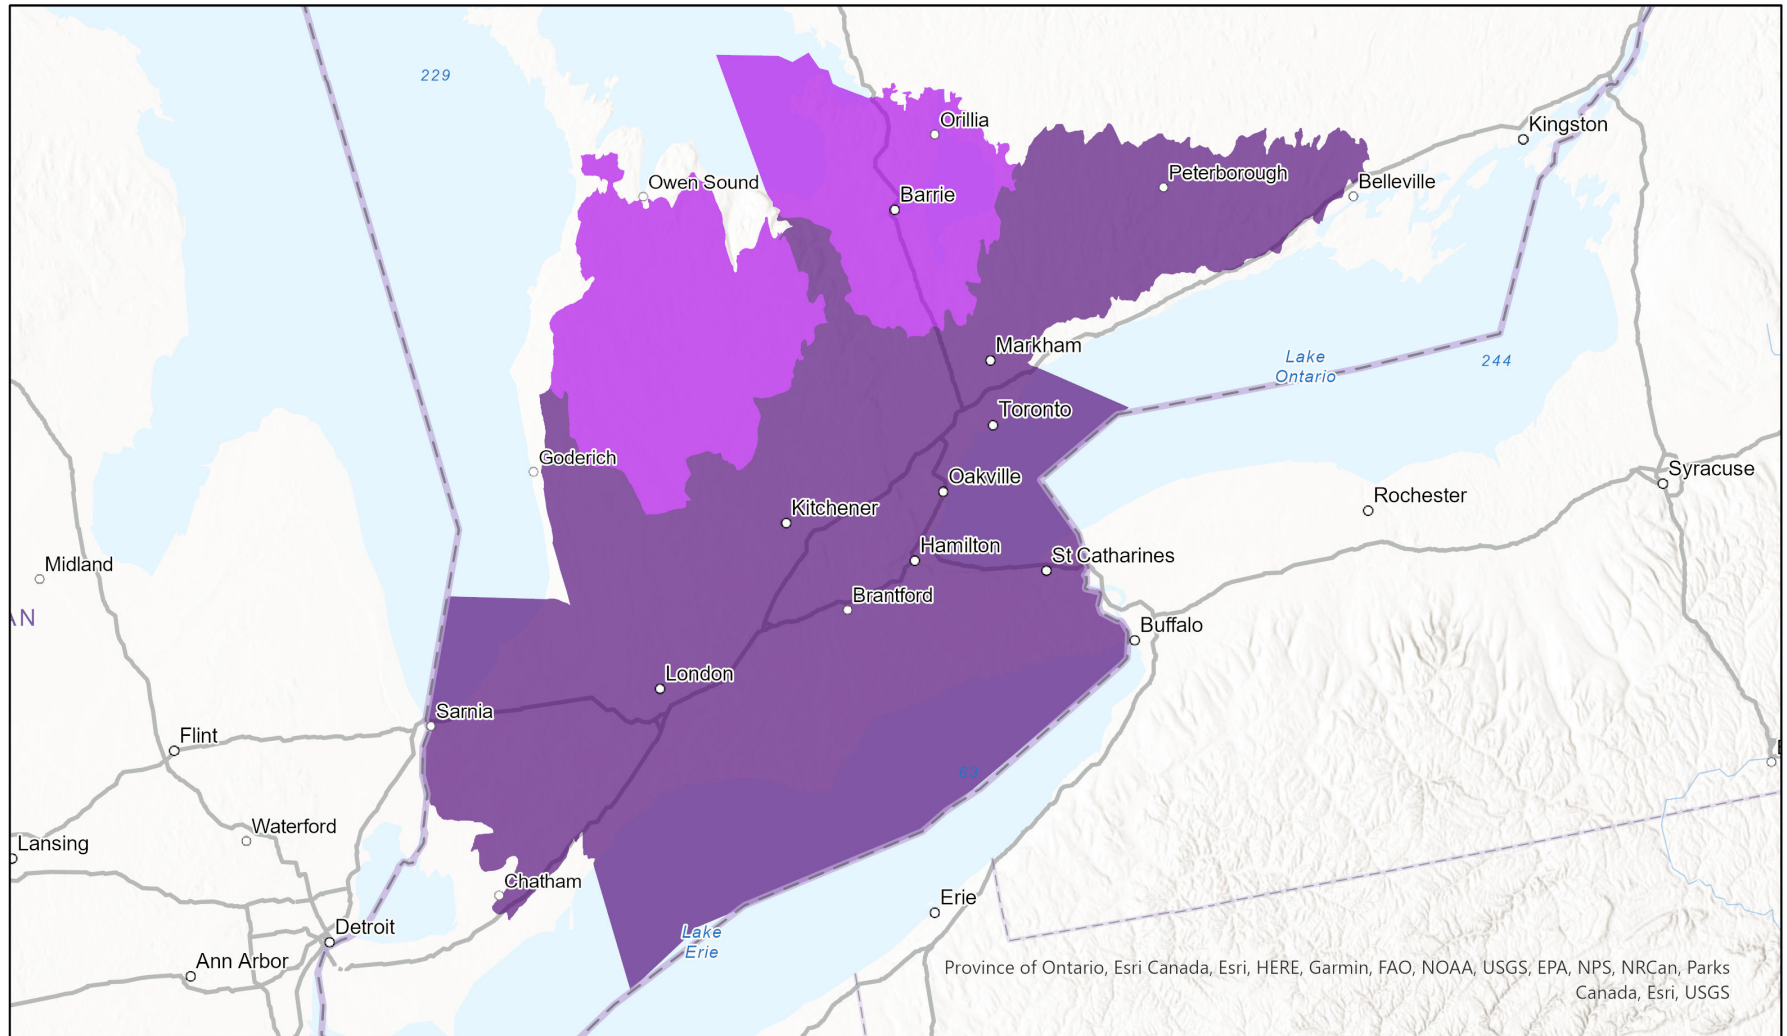 229
Orillia
Kingston
Owen Sound
Peterborough
Belleville
Barrie
Markham
Lake
Ontario
244
Toronto
Goderich
Oakville
Syracuse
Rochester
Kitchener
Hamilton
St Catharines
Midland
Brantford
AN
Buffalo
London
Sarnia
Flint
63
Waterford
Lansing
Chatham
Erie
Detroit
Lake
Erie
Ann Arbor
Province of Ontario, Esri Canada, Esri, HERE, Garmin, FAO, NOAA, USGS, EPA, NPS, NRCan, Parks
Canada, Esri, USGS